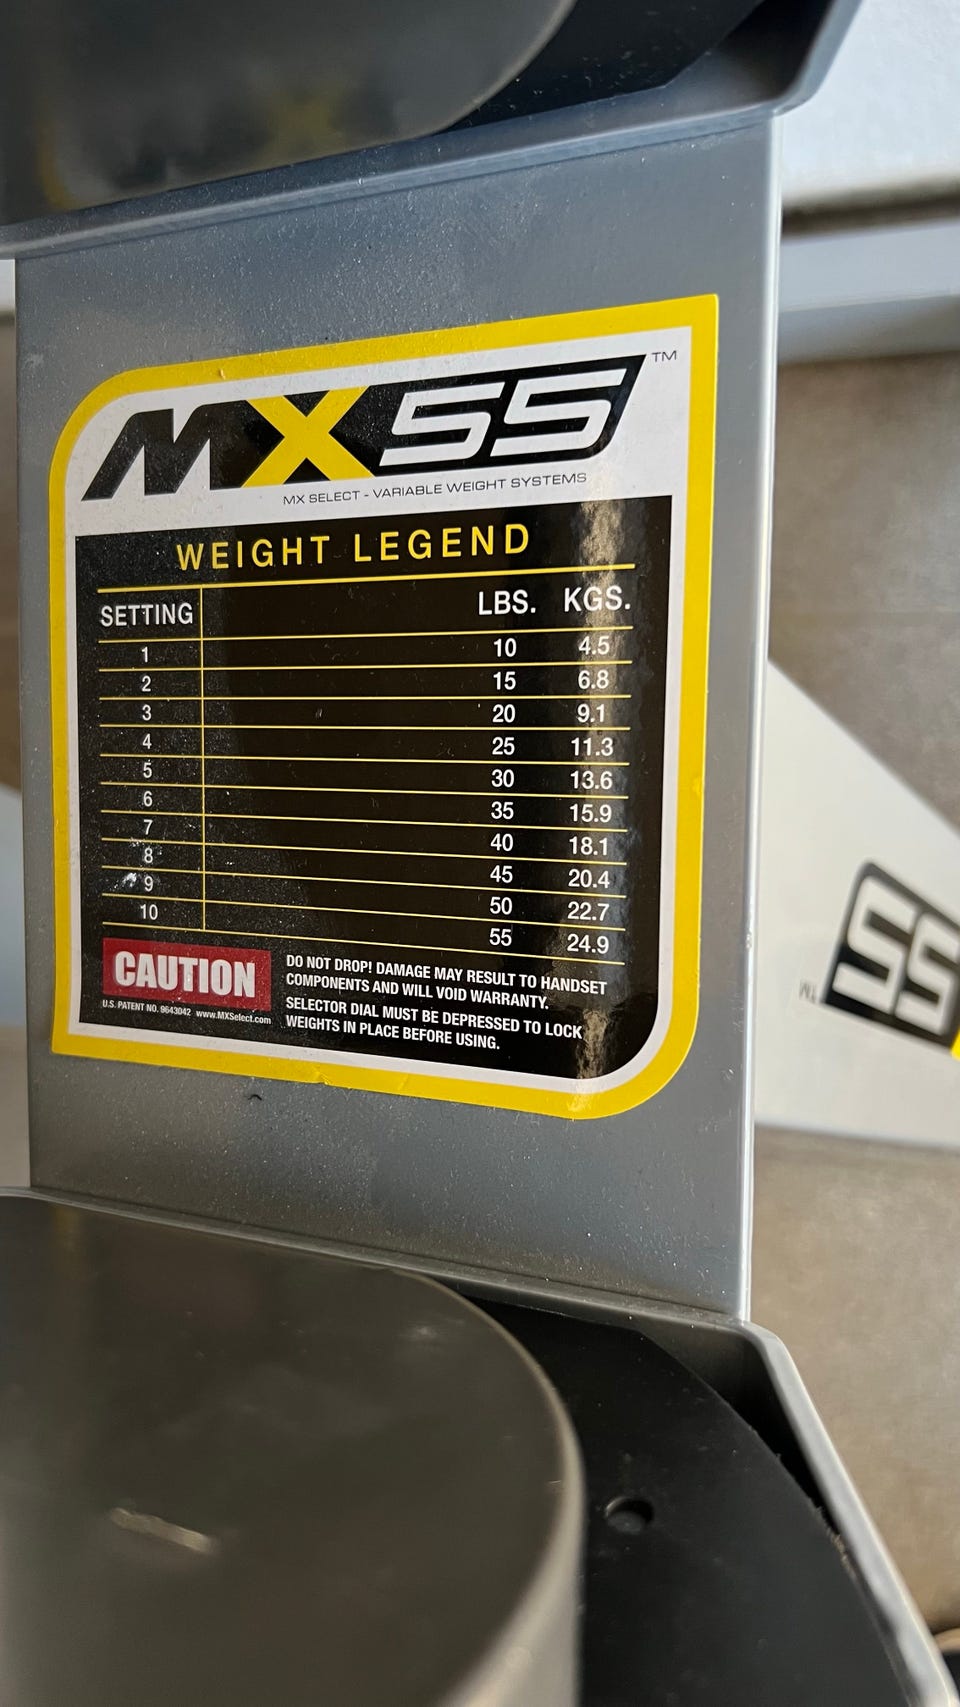 MX55™
MX SELECT - VARIABLE WEIGHT SYSTEMS
WEIGHT LEGEND
SETTING LBS. KGS.
1 10 4.5
2 15 6.8
3 20 9.1
4 25 11.3
5 30 13.6
6 35 15.9
7 40 18.1
8 45 20.4
9 50 22.7
10 55 24.9
CAUTION
U.S. PATENT NO. 9643042 www.MXSelect.com
DO NOT DROP! DAMAGE MAY RESULT TO HANDSET
COMPONENTS AND WILL VOID WARRANTY.
SELECTOR DIAL MUST BE DEPRESSED TO LOCK
WEIGHTS IN PLACE BEFORE USING.
55™